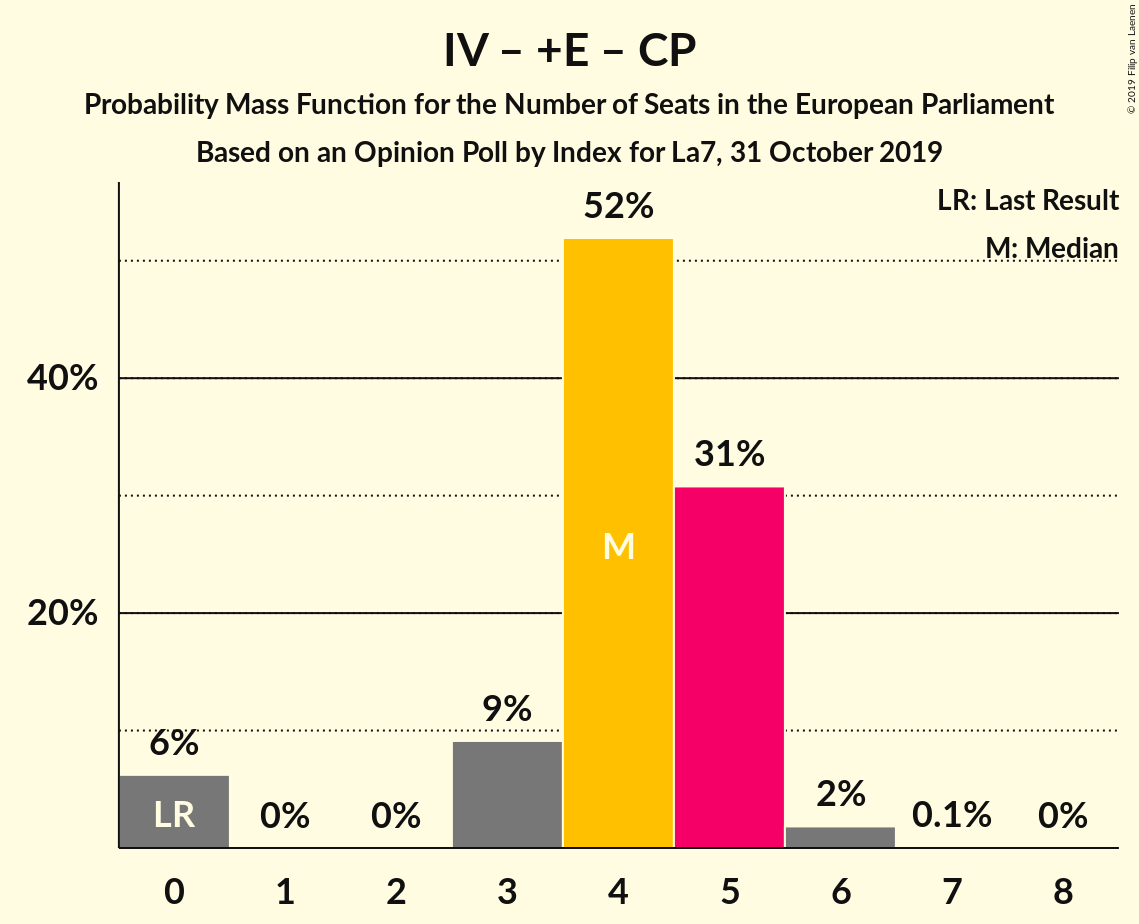 IV – +E – CP
Probability Mass Function for the Number of Seats in the European Parliament
Based on an Opinion Poll by Index for La7, 31 October 2019
© 2019 Filip van Laenen
LR: Last Result
M: Median
52%
40%
31%
M
20%
9%
6%
2%
LR
0%
0%
0.1%
0%
0 1 2 3 4 5 6 7 8